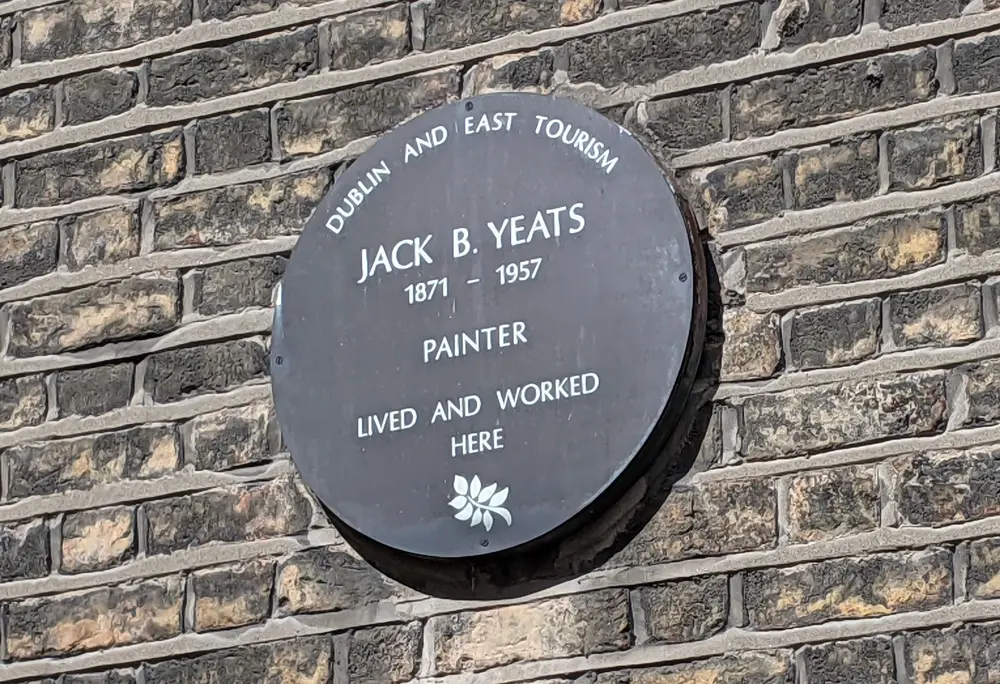 DUBLIN AND EAST TOURISM
JACK B. YEATS
1871 – 1957
PAINTER
LIVED AND WORKED
HERE